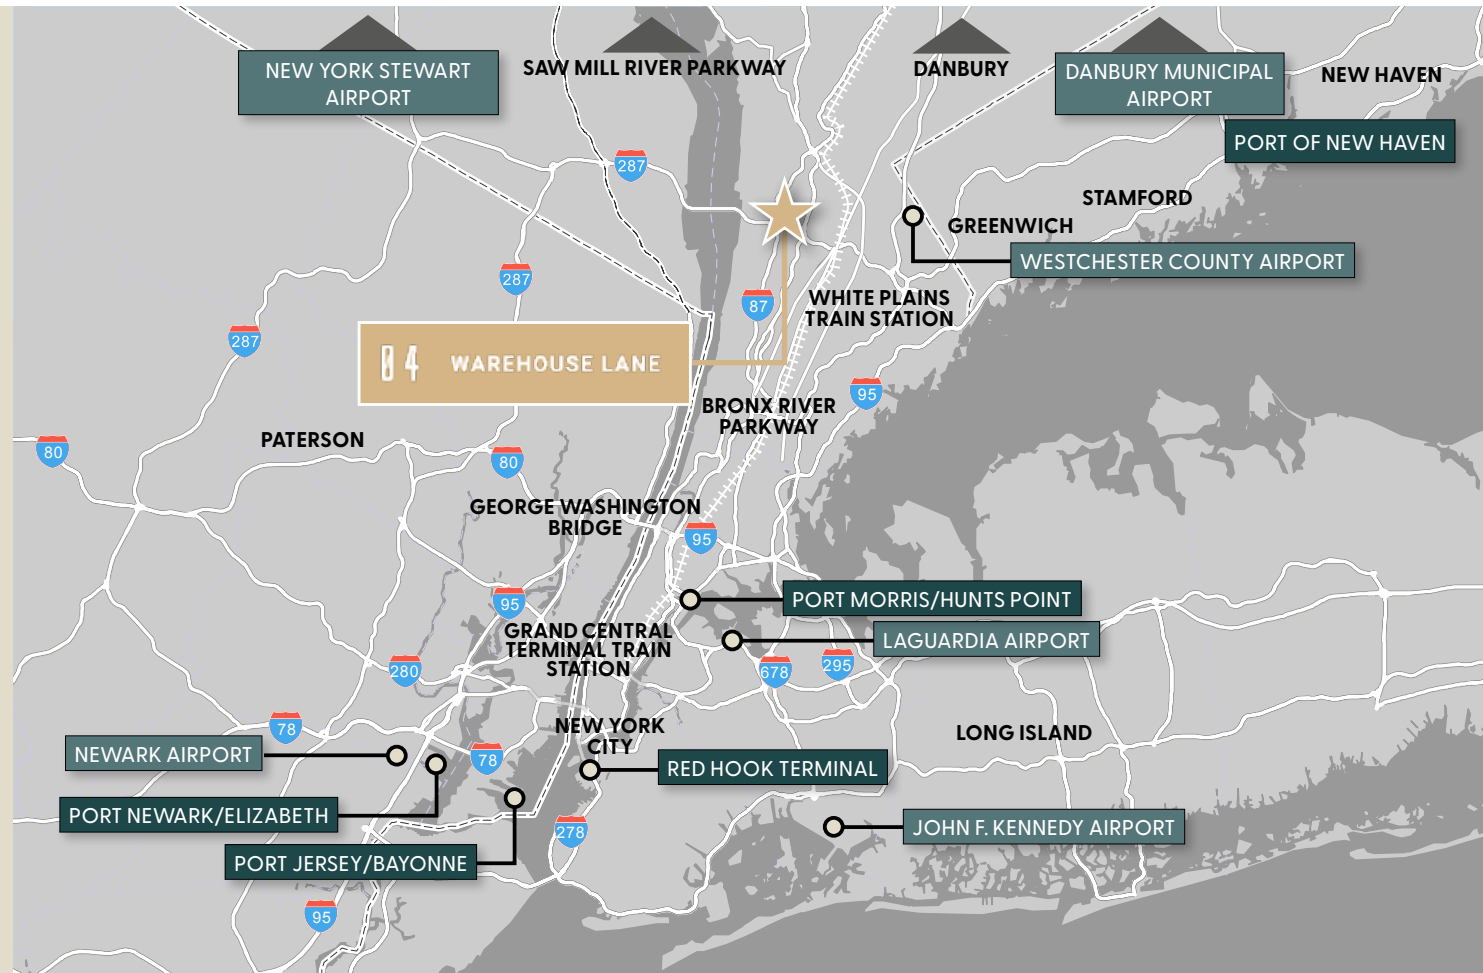 NEW YORK STEWART
AIRPORT
SAW MILL RIVER PARKWAY
DANBURY
DANBURY MUNICIPAL
AIRPORT
NEW HAVEN
PORT OF NEW HAVEN
287
STAMFORD
GREENWICH
WESTCHESTER COUNTY AIRPORT
287
87
WHITE PLAINS
TRAIN STATION
287
WAREHOUSE LANE
95
BRONX RIVER
PARKWAY
PATERSON
80
80
GEORGE WASHINGTON
BRIDGE
95
95
PORT MORRIS/HUNTS POINT
GRAND CENTRAL
TERMINAL TRAIN
STATION
LAGUARDIA AIRPORT
280
678
295
78
NEW YORK
CITY
LONG ISLAND
NEWARK AIRPORT
78
RED HOOK TERMINAL
PORT NEWARK/ELIZABETH
278
JOHN F. KENNEDY AIRPORT
PORT JERSEY/BAYONNE
95